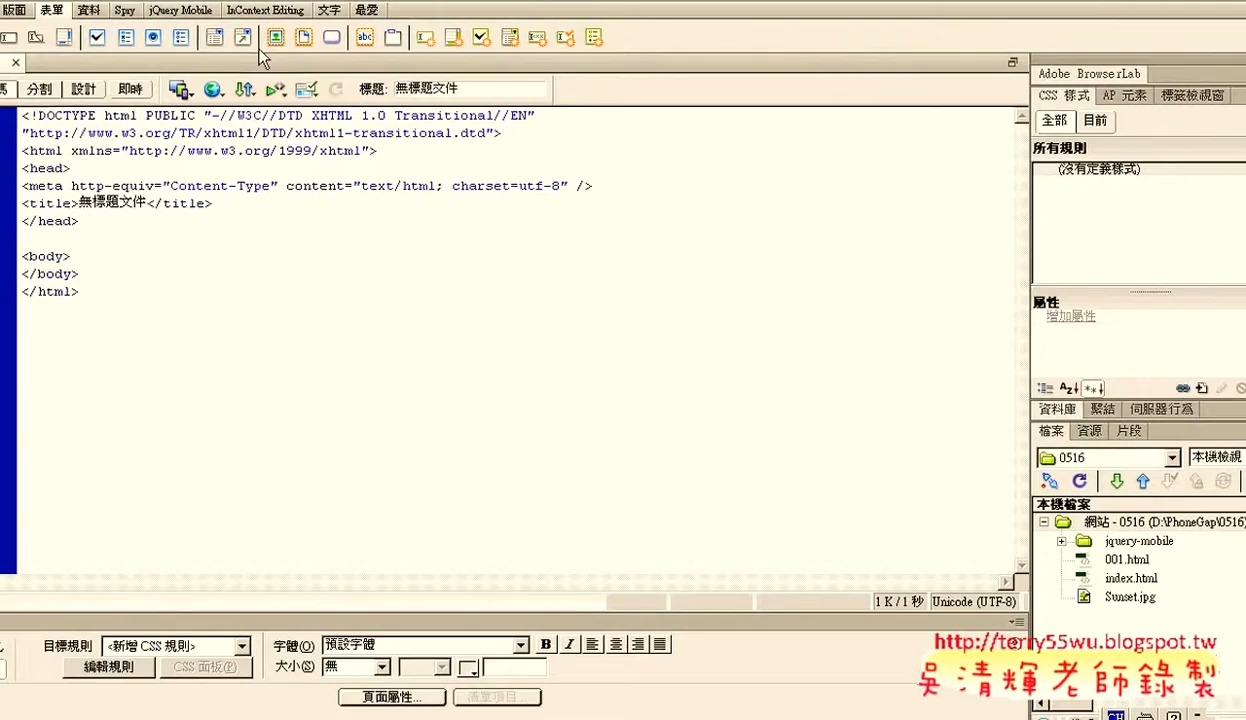 版面 表單 資料 Spry jQuery Mobile InContext Editing 文字 最愛
分割 設計 即時 標題: 無標題文件
<!DOCTYPE html PUBLIC "-//W3C//DTD XHTML 1.0 Transitional//EN"
"http://www.w3.org/TR/xhtml1/DTD/xhtml1-transitional.dtd">
<html xmlns="http://www.w3.org/1999/xhtml">
<head>
<meta http-equiv="Content-Type" content="text/html; charset=utf-8" />
<title>無標題文件</title>
</head>
<body>
</body>
</html>
1 K / 1 秒 Unicode (UTF-8)
目標規則 <新增 CSS 規則> 字體(O) 預設字體 B I
編輯規則 CSS 面板(P) 大小(S) 無
頁面屬性... 清單項目...
Adobe BrowserLab
CSS 樣式 AP 元素 標籤檢視窗
全部 目前
所有規則
(沒有定義樣式)
屬性
增加屬性
資料庫 繫結 伺服器行為
檔案 資源 片段
0516 本機檢視
本機檔案
網站 - 0516 (D:\PhoneGap\0516)
jquery-mobile
001.html
index.html
Sunset.jpg
http://terry55wu.blogspot.tw
吳清輝老師錄製